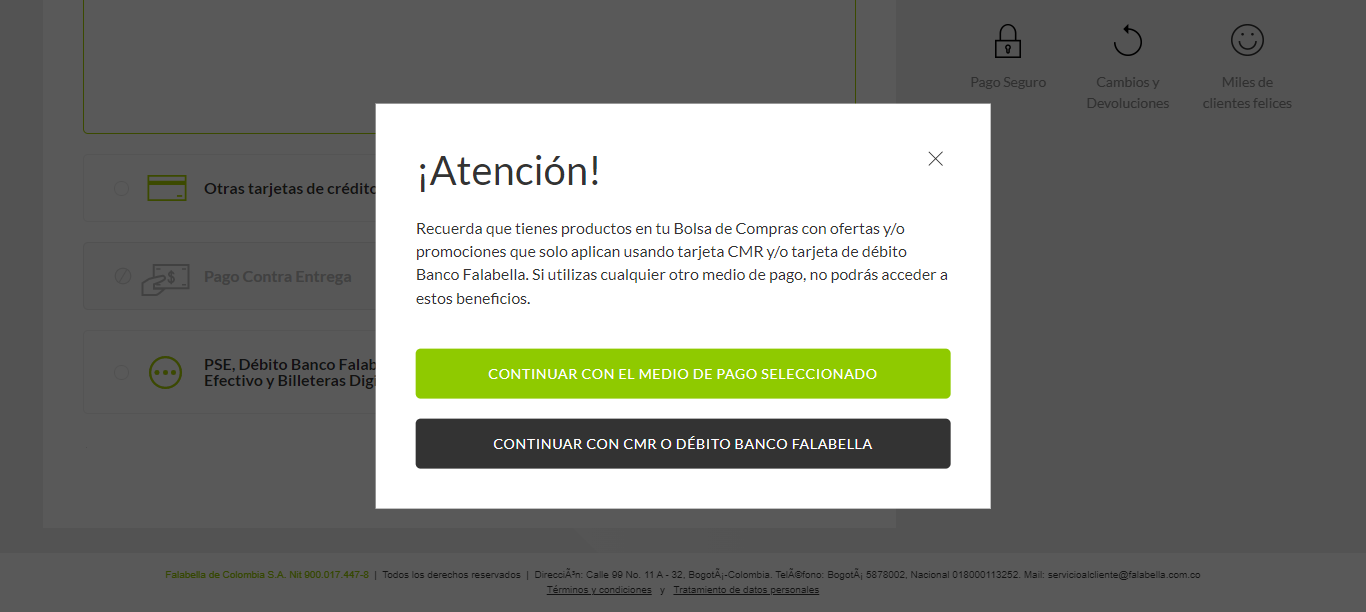 Pago Seguro
Cambios y
Devoluciones
Miles de
clientes felices
¡Atención!
Recuerda que tienes productos en tu Bolsa de Compras con ofertas y/o
promociones que solo aplican usando tarjeta CMR y/o tarjeta de débito
Banco Falabella. Si utilizas cualquier otro medio de pago, no podrás acceder a
estos beneficios.
CONTINUAR CON EL MEDIO DE PAGO SELECCIONADO
CONTINUAR CON CMR O DÉBITO BANCO FALABELLA
Otras tarjetas de crédito
$
Pago Contra Entrega
PSE, Débito Banco Falab
Efectivo y Billeteras Digi
Falabella de Colombia S.A. Nit 900.017.447-8 | Todos los derechos reservados | DirecciÃ³n: Calle 99 No. 11 A - 32, BogotÃ¡-Colombia. TelÃ©fono: BogotÃ¡ 5878002, Nacional 018000113252. Mail: servicioalcliente@falabella.com.co
Términos y condiciones y Tratamiento de datos personales